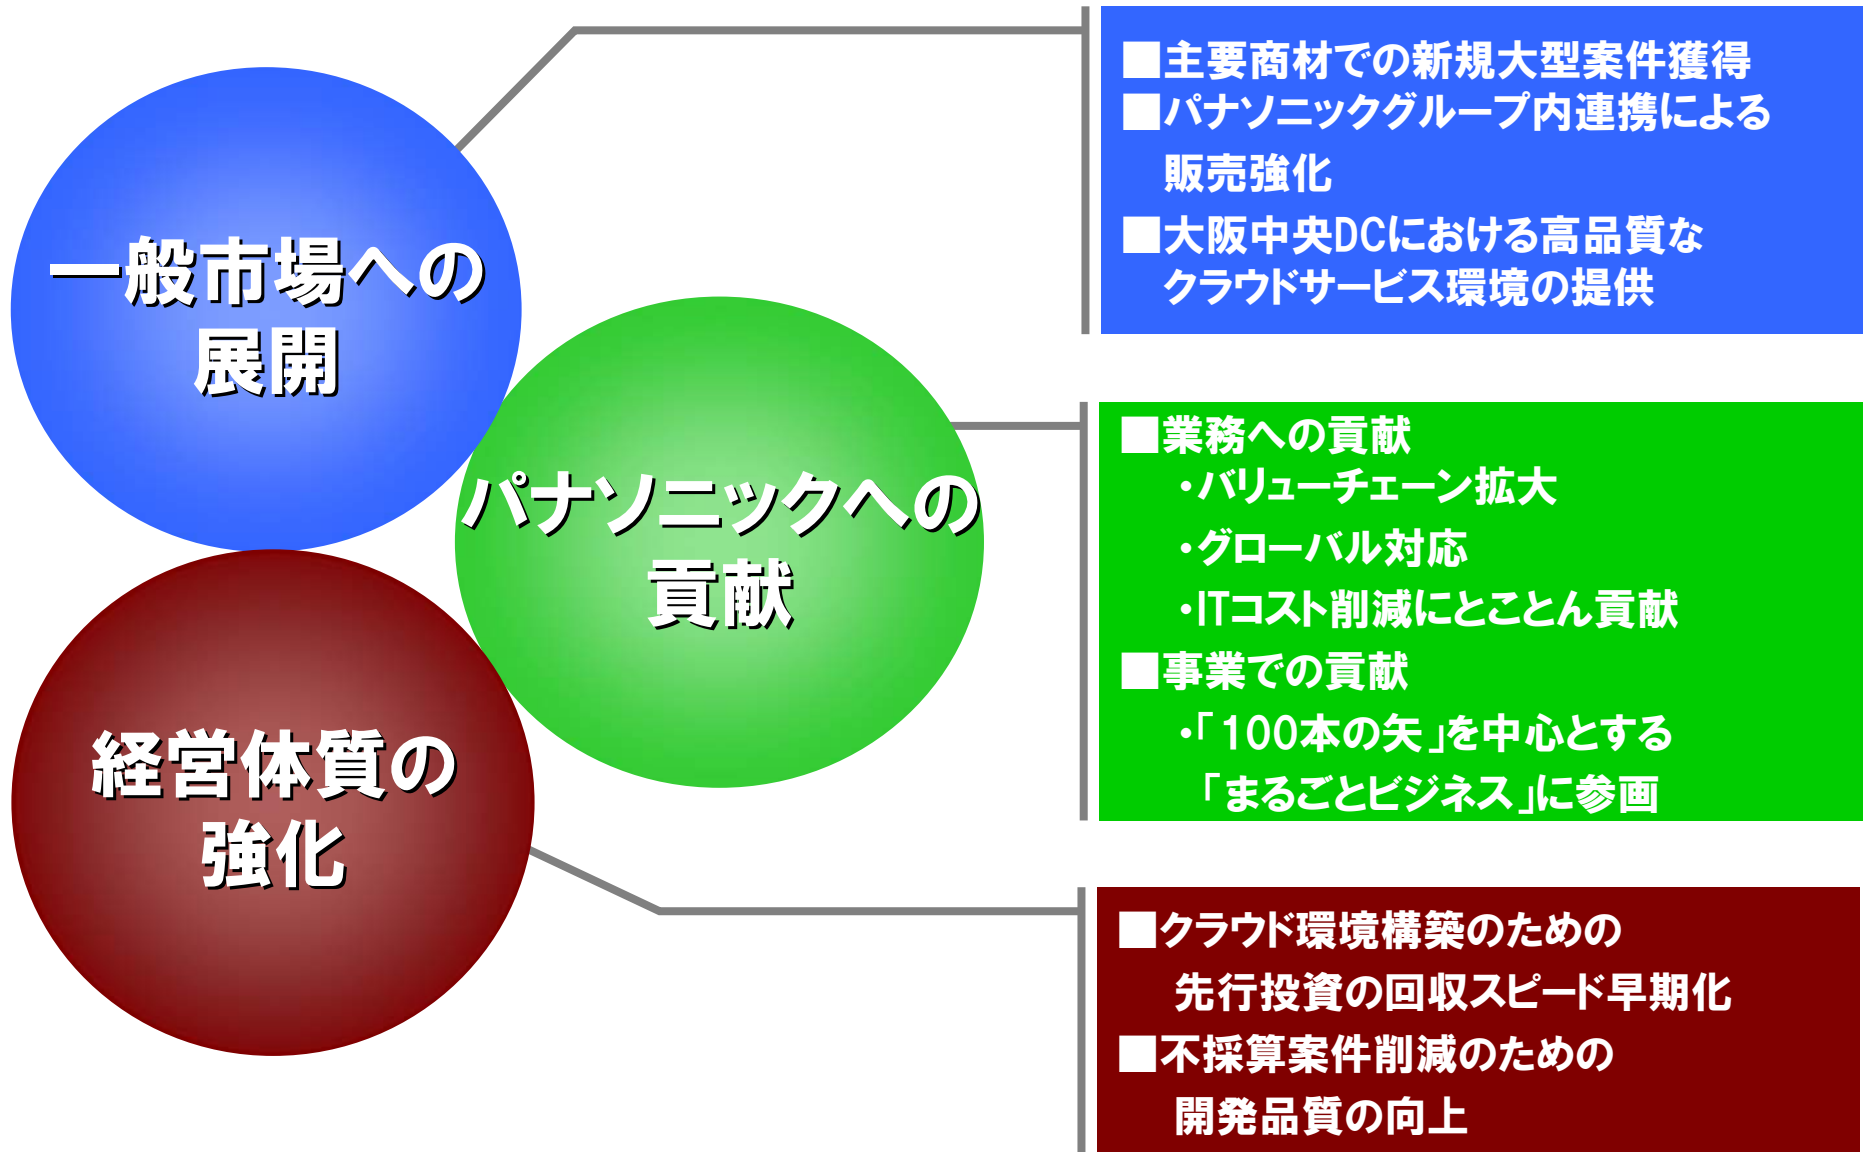 一般市場への
展開
■主要商材での新規大型案件獲得
■パナソニックグループ内連携による
販売強化
■大阪中央DCにおける高品質な
クラウドサービス環境の提供
パナソニックへの
貢献
■業務への貢献
・バリューチェーン拡大
・グローバル対応
・ITコスト削減にとことん貢献
■事業での貢献
・「100本の矢」を中心とする
「まるごとビジネス」に参画
経営体質の
強化
■クラウド環境構築のための
先行投資の回収スピード早期化
■不採算案件削減のための
開発品質の向上